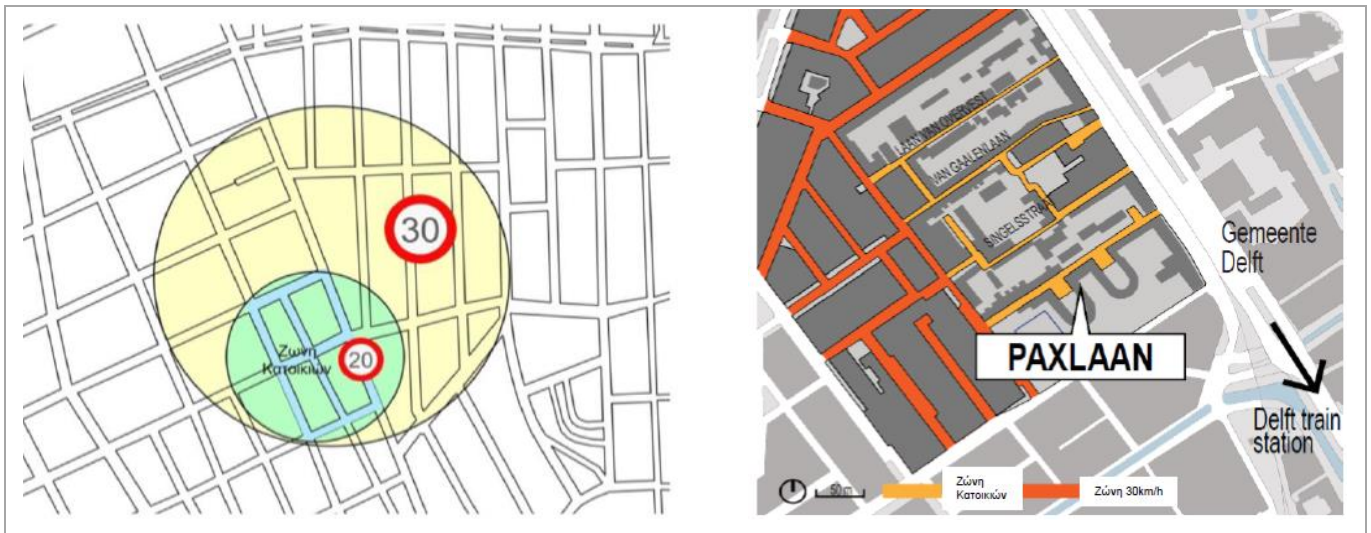 30
Ζώνη
Κατοικιών
20
LAAN VAN OVERVEST
VAN GAALENLAAN
SINGELSSTRAAT
Gemeente
Delft
PAXLAAN
Delft train
station
50 m
Ζώνη
Κατοικιών
Ζώνη 30km/h